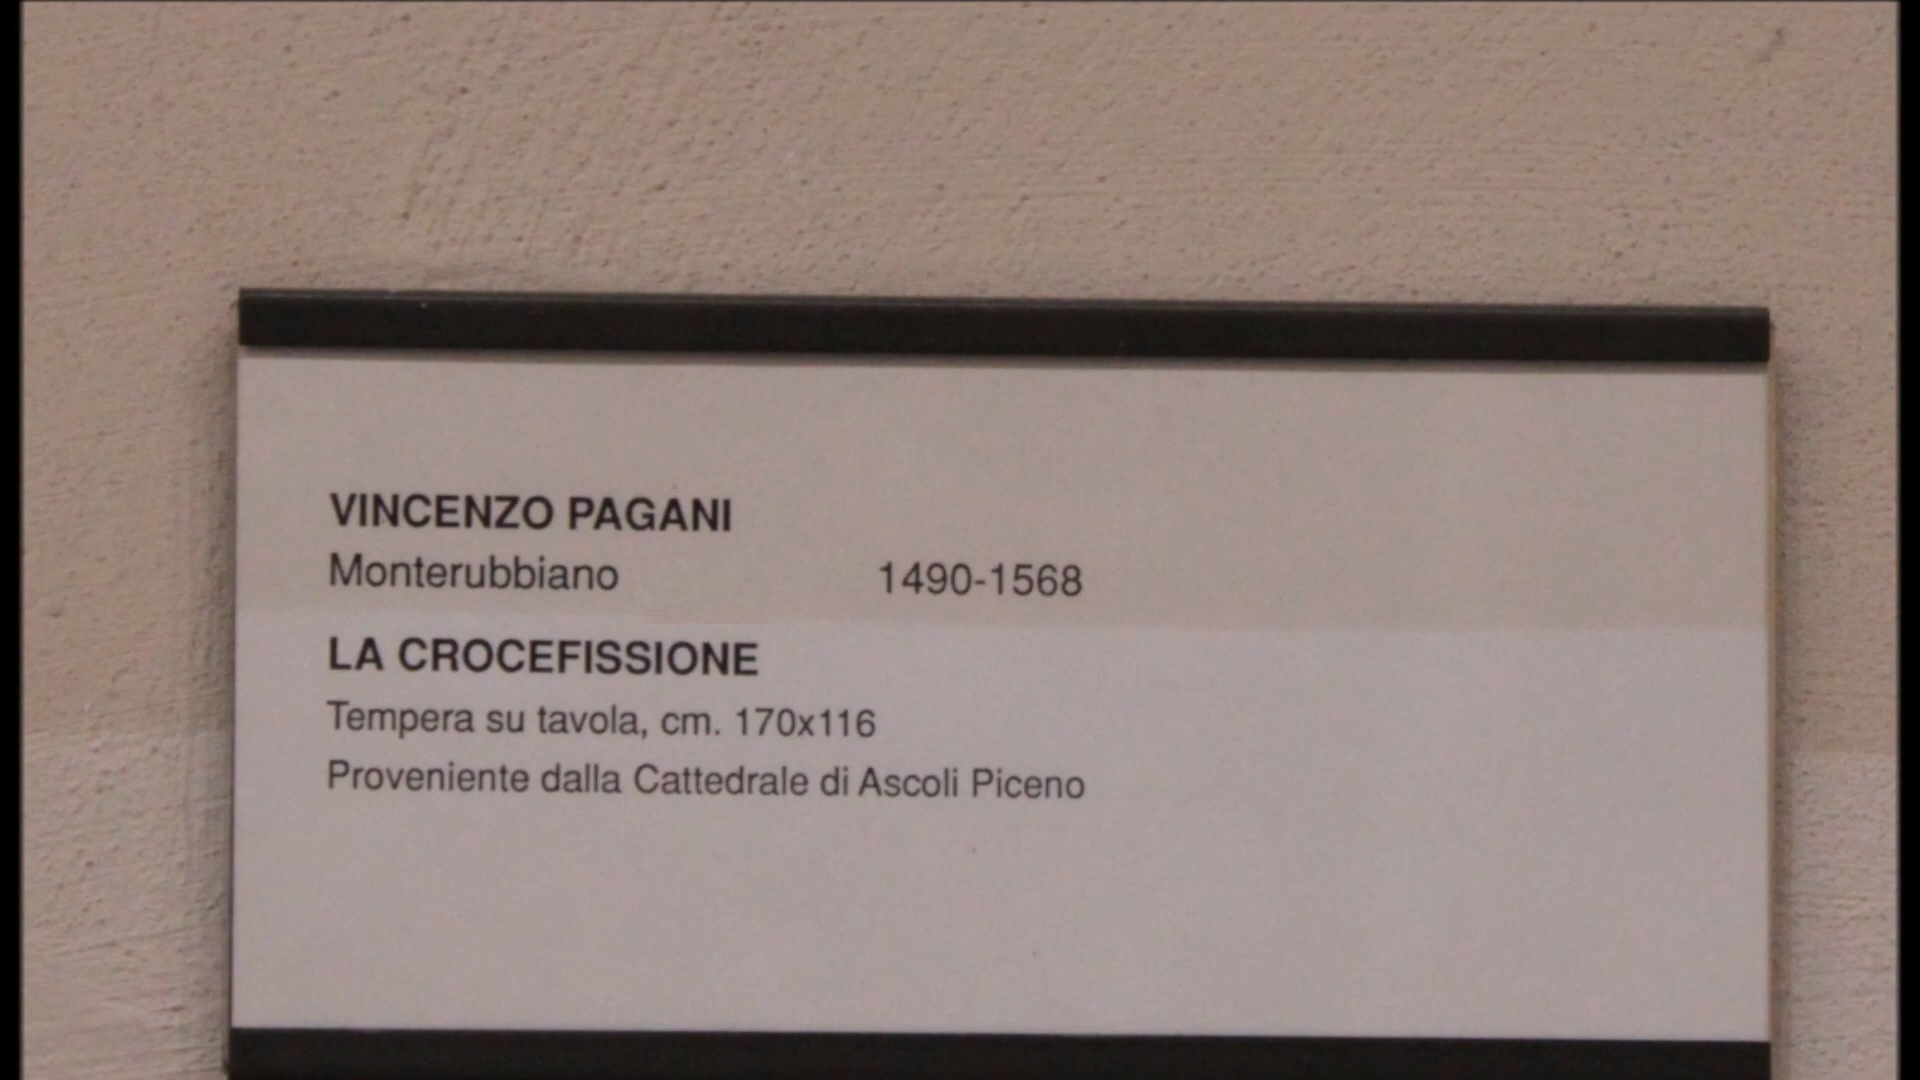 VINCENZO PAGANI
Monterubbiano 1490-1568
LA CROCEFISSIONE
Tempera su tavola, cm. 170x116
Proveniente dalla Cattedrale di Ascoli Piceno